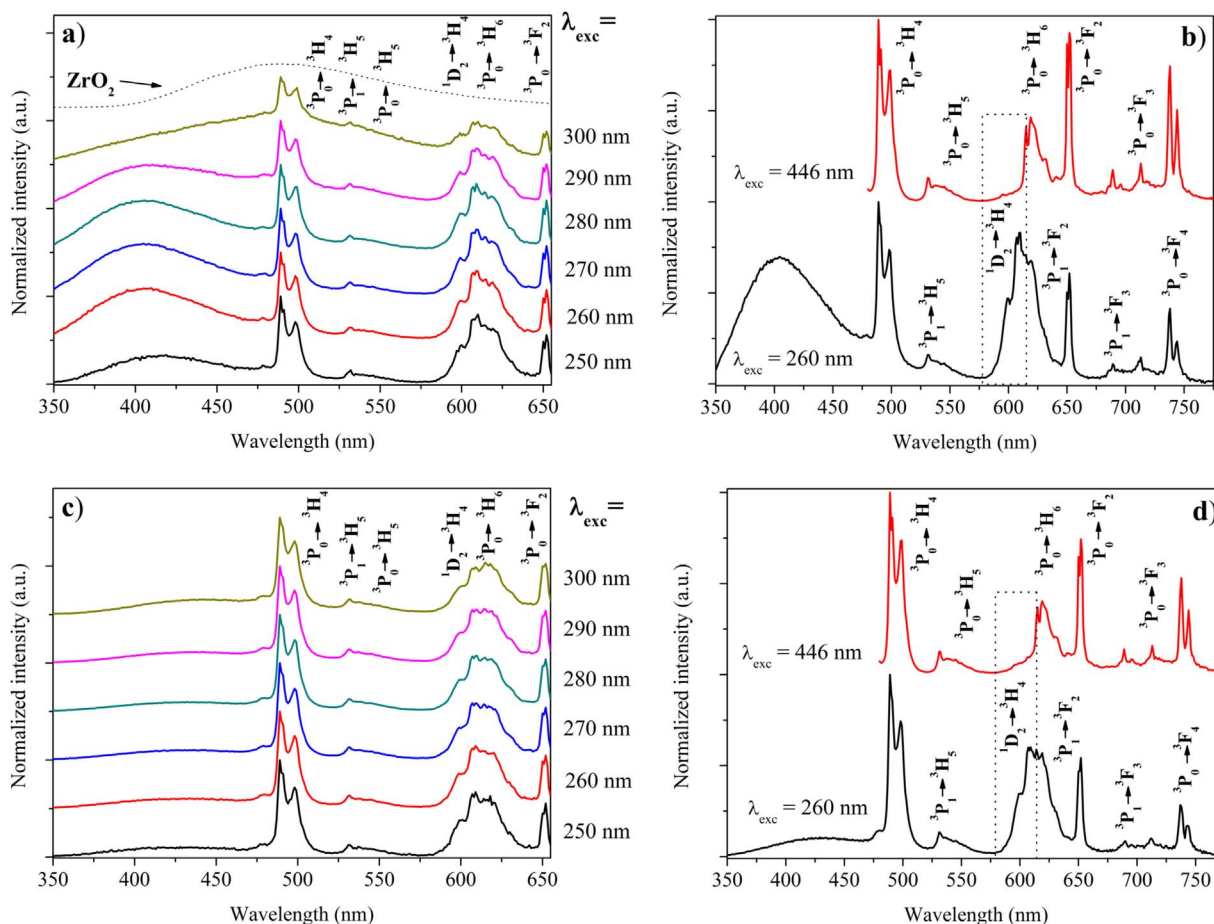 a)
λexc=
ZrO₂
³P₀→³H₄
³P₁→³H₅
³P₀→³H₅
¹D₂→³H₄
³P₀→³H₆
³P₀→³F₂
300 nm
290 nm
280 nm
270 nm
260 nm
250 nm
Normalized intensity (a.u.)
350 400 450 500 550 600 650
Wavelength (nm)
b)
³P₀→³H₄
³P₀→³H₅
³P₀→³H₆
³P₀→³F₂
³P₀→³F₃
λexc = 446 nm
³P₁→³H₅
¹D₂→³H₄
³P₁→³F₂
³P₁→³F₃
³P₀→³F₄
λexc = 260 nm
Normalized intensity (a.u.)
350 400 450 500 550 600 650 700 750
Wavelength (nm)
c)
λexc=
³P₀→³H₄
³P₁→³H₅
³P₀→³H₅
¹D₂→³H₄
³P₀→³H₆
³P₀→³F₂
300 nm
290 nm
280 nm
270 nm
260 nm
250 nm
Normalized intensity (a.u.)
350 400 450 500 550 600 650
Wavelength (nm)
d)
³P₀→³H₄
³P₀→³H₅
³P₀→³H₆
³P₀→³F₂
³P₀→³F₃
λexc = 446 nm
³P₁→³H₅
¹D₂→³H₄
³P₁→³F₂
³P₁→³F₃
³P₀→³F₄
λexc = 260 nm
Normalized intensity (a.u.)
350 400 450 500 550 600 650 700 750
Wavelength (nm)